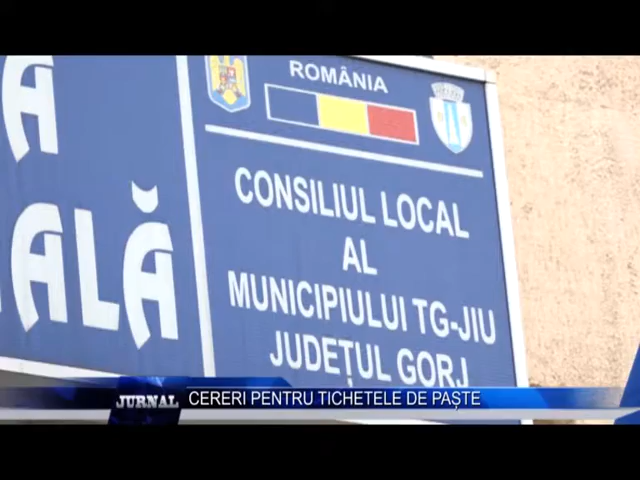 ROMÂNIA
CONSILIUL LOCAL
AL
MUNICIPIULUI TG-JIU
JUDEȚUL GORJ
A
ALĂ
JURNAL
CERERI PENTRU TICHETELE DE PAȘTE